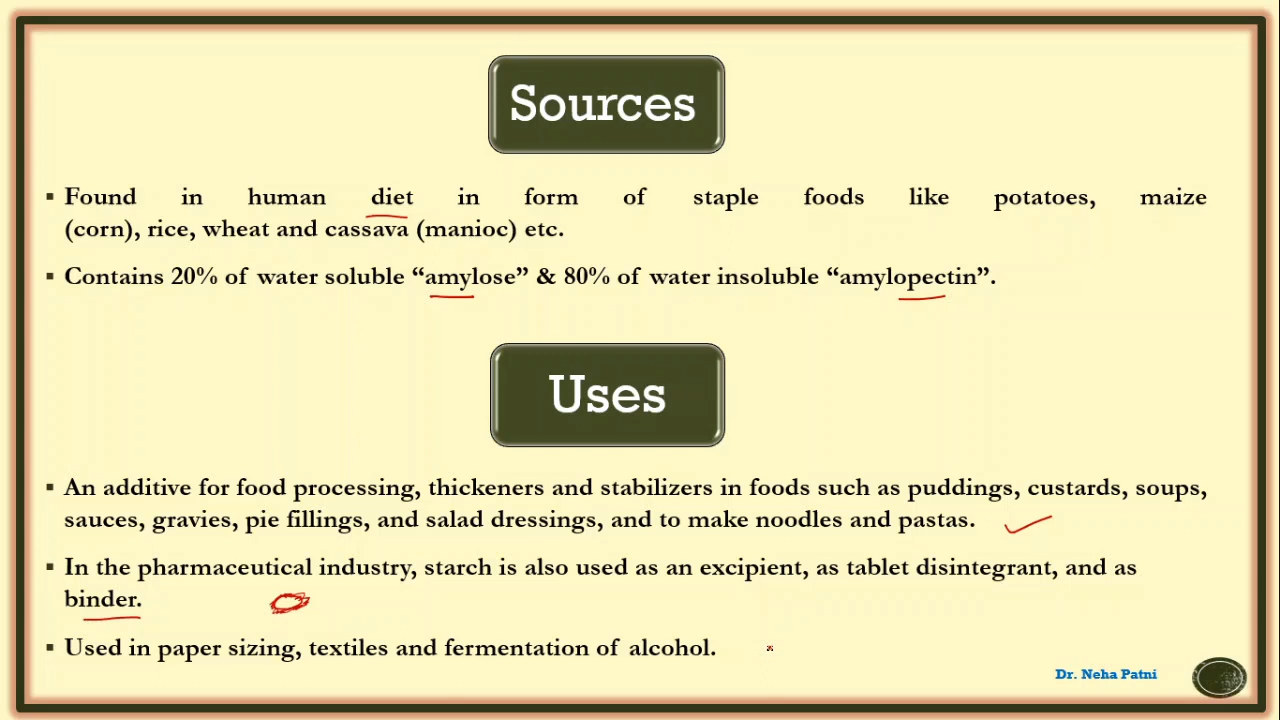 Sources
▪ Found in human diet in form of staple foods like potatoes, maize
(corn), rice, wheat and cassava (manioc) etc.
▪ Contains 20% of water soluble “amylose” & 80% of water insoluble “amylopectin”.
Uses
▪ An additive for food processing, thickeners and stabilizers in foods such as puddings, custards, soups,
sauces, gravies, pie fillings, and salad dressings, and to make noodles and pastas.
▪ In the pharmaceutical industry, starch is also used as an excipient, as tablet disintegrant, and as
binder.
▪ Used in paper sizing, textiles and fermentation of alcohol.
Dr. Neha Patni